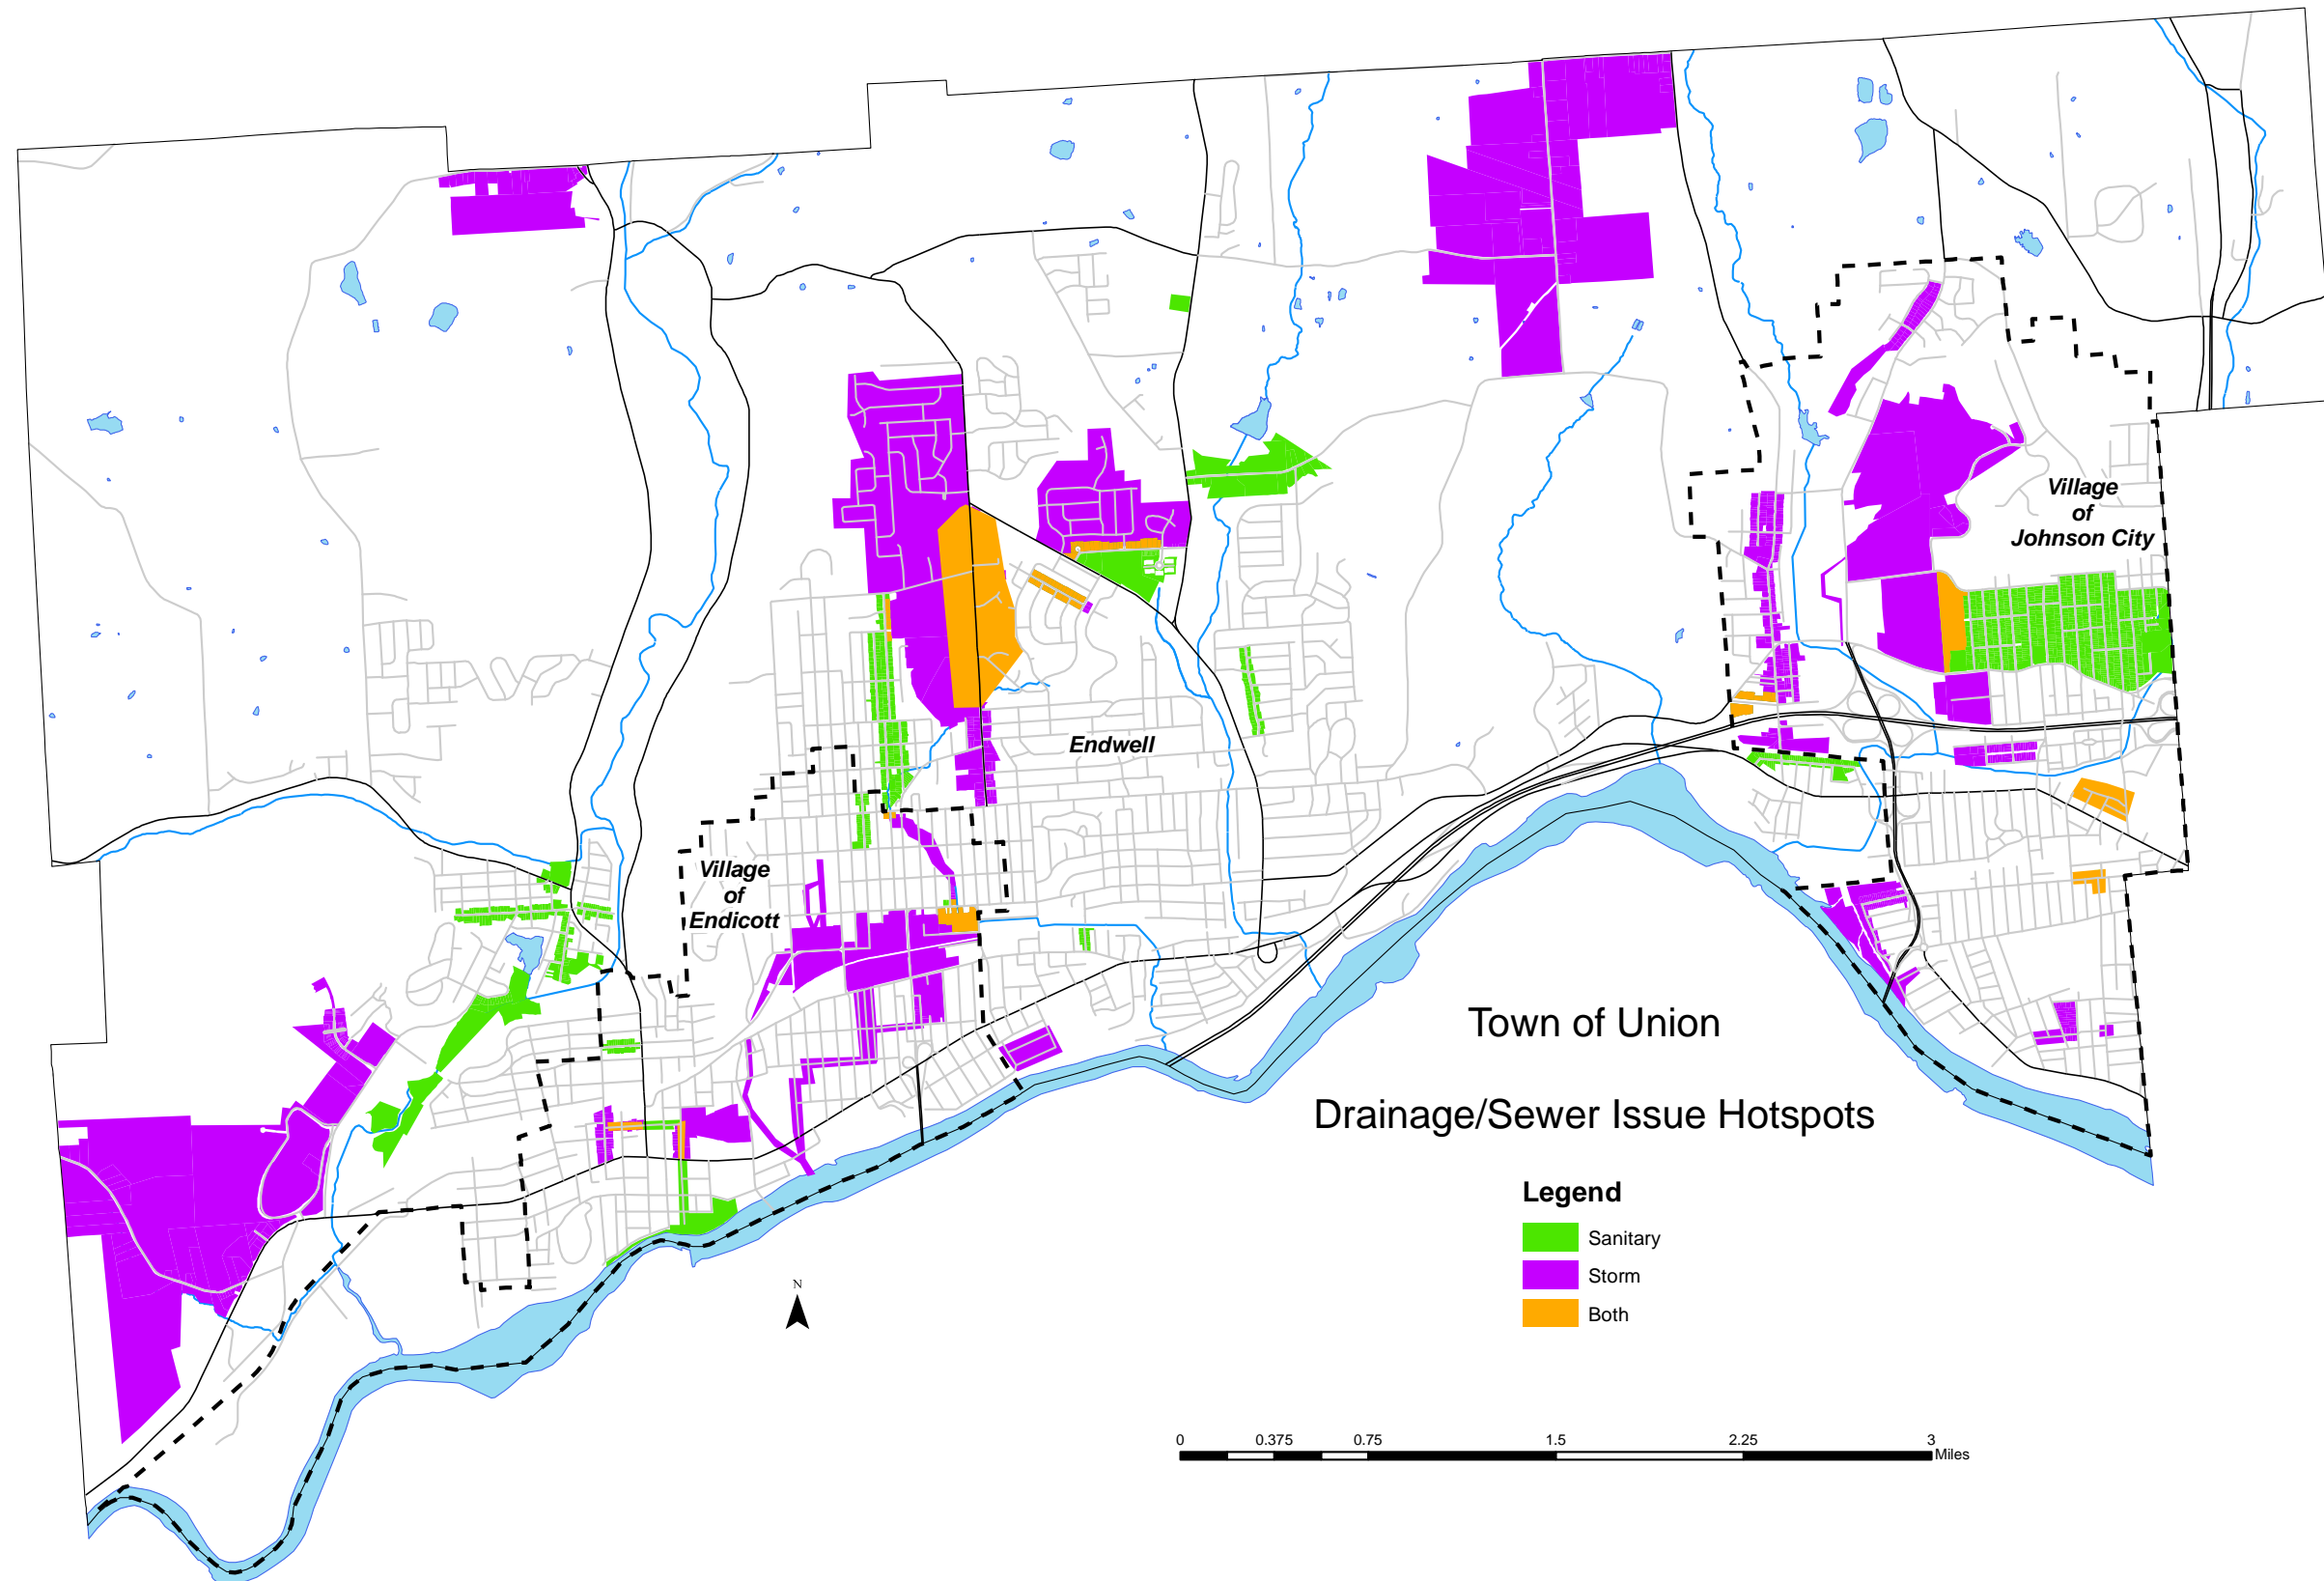 Village
of
Johnson City
Endwell
Village
of
Endicott
Town of Union
Drainage/Sewer Issue Hotspots
Legend
Sanitary
Storm
Both
N
0 0.375 0.75 1.5 2.25 3
Miles